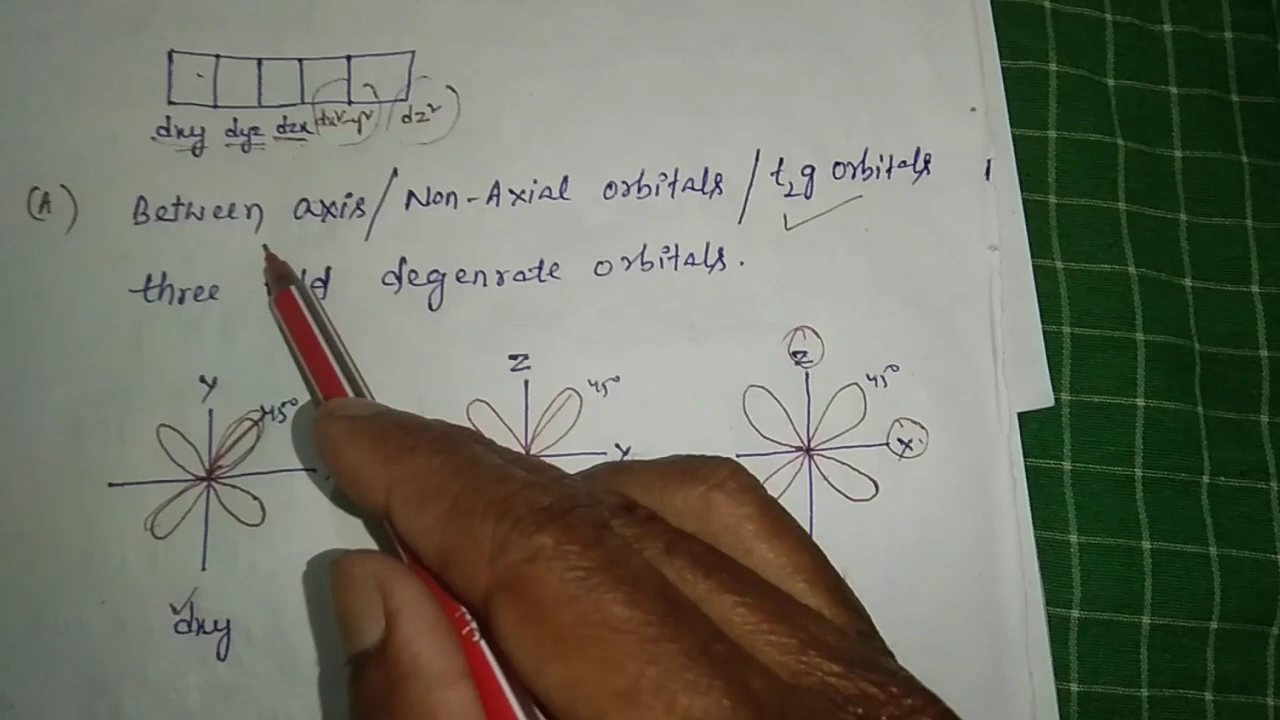 dxy dyz dzx dx²-y² dz²
(A) Between axis/Non-Axial orbitals/t₂g orbitals
three degenrate orbitals.
Y 45°
Z 45° Y
Z 45° X
dxy